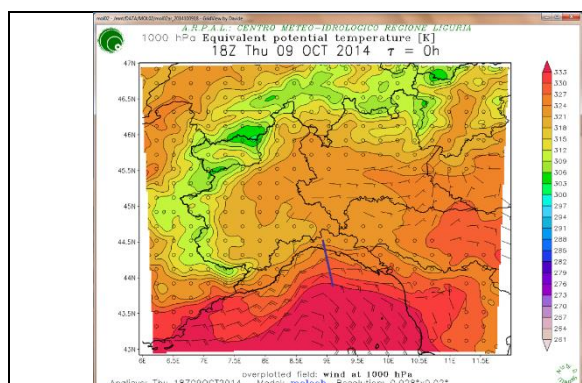 A.R.P.A.L.: CENTRO METEO-IDROLOGICO REGIONE LIGURIA
1000 hPa Equivalent potential temperature [K]
18Z Thu 09 OCT 2014 τ = 0h
47N
46.5N
46N
45.5N
45N
44.5N
44N
43.5N
43N
6E 6.5E 7E 7.5E 8E 8.5E 9E 9.5E 10E 10.5E 11E 11.5E
333
330
327
324
321
318
315
312
309
306
303
300
297
294
291
288
285
282
279
276
273
270
267
264
261
overplotted field: wind at 1000 hPa